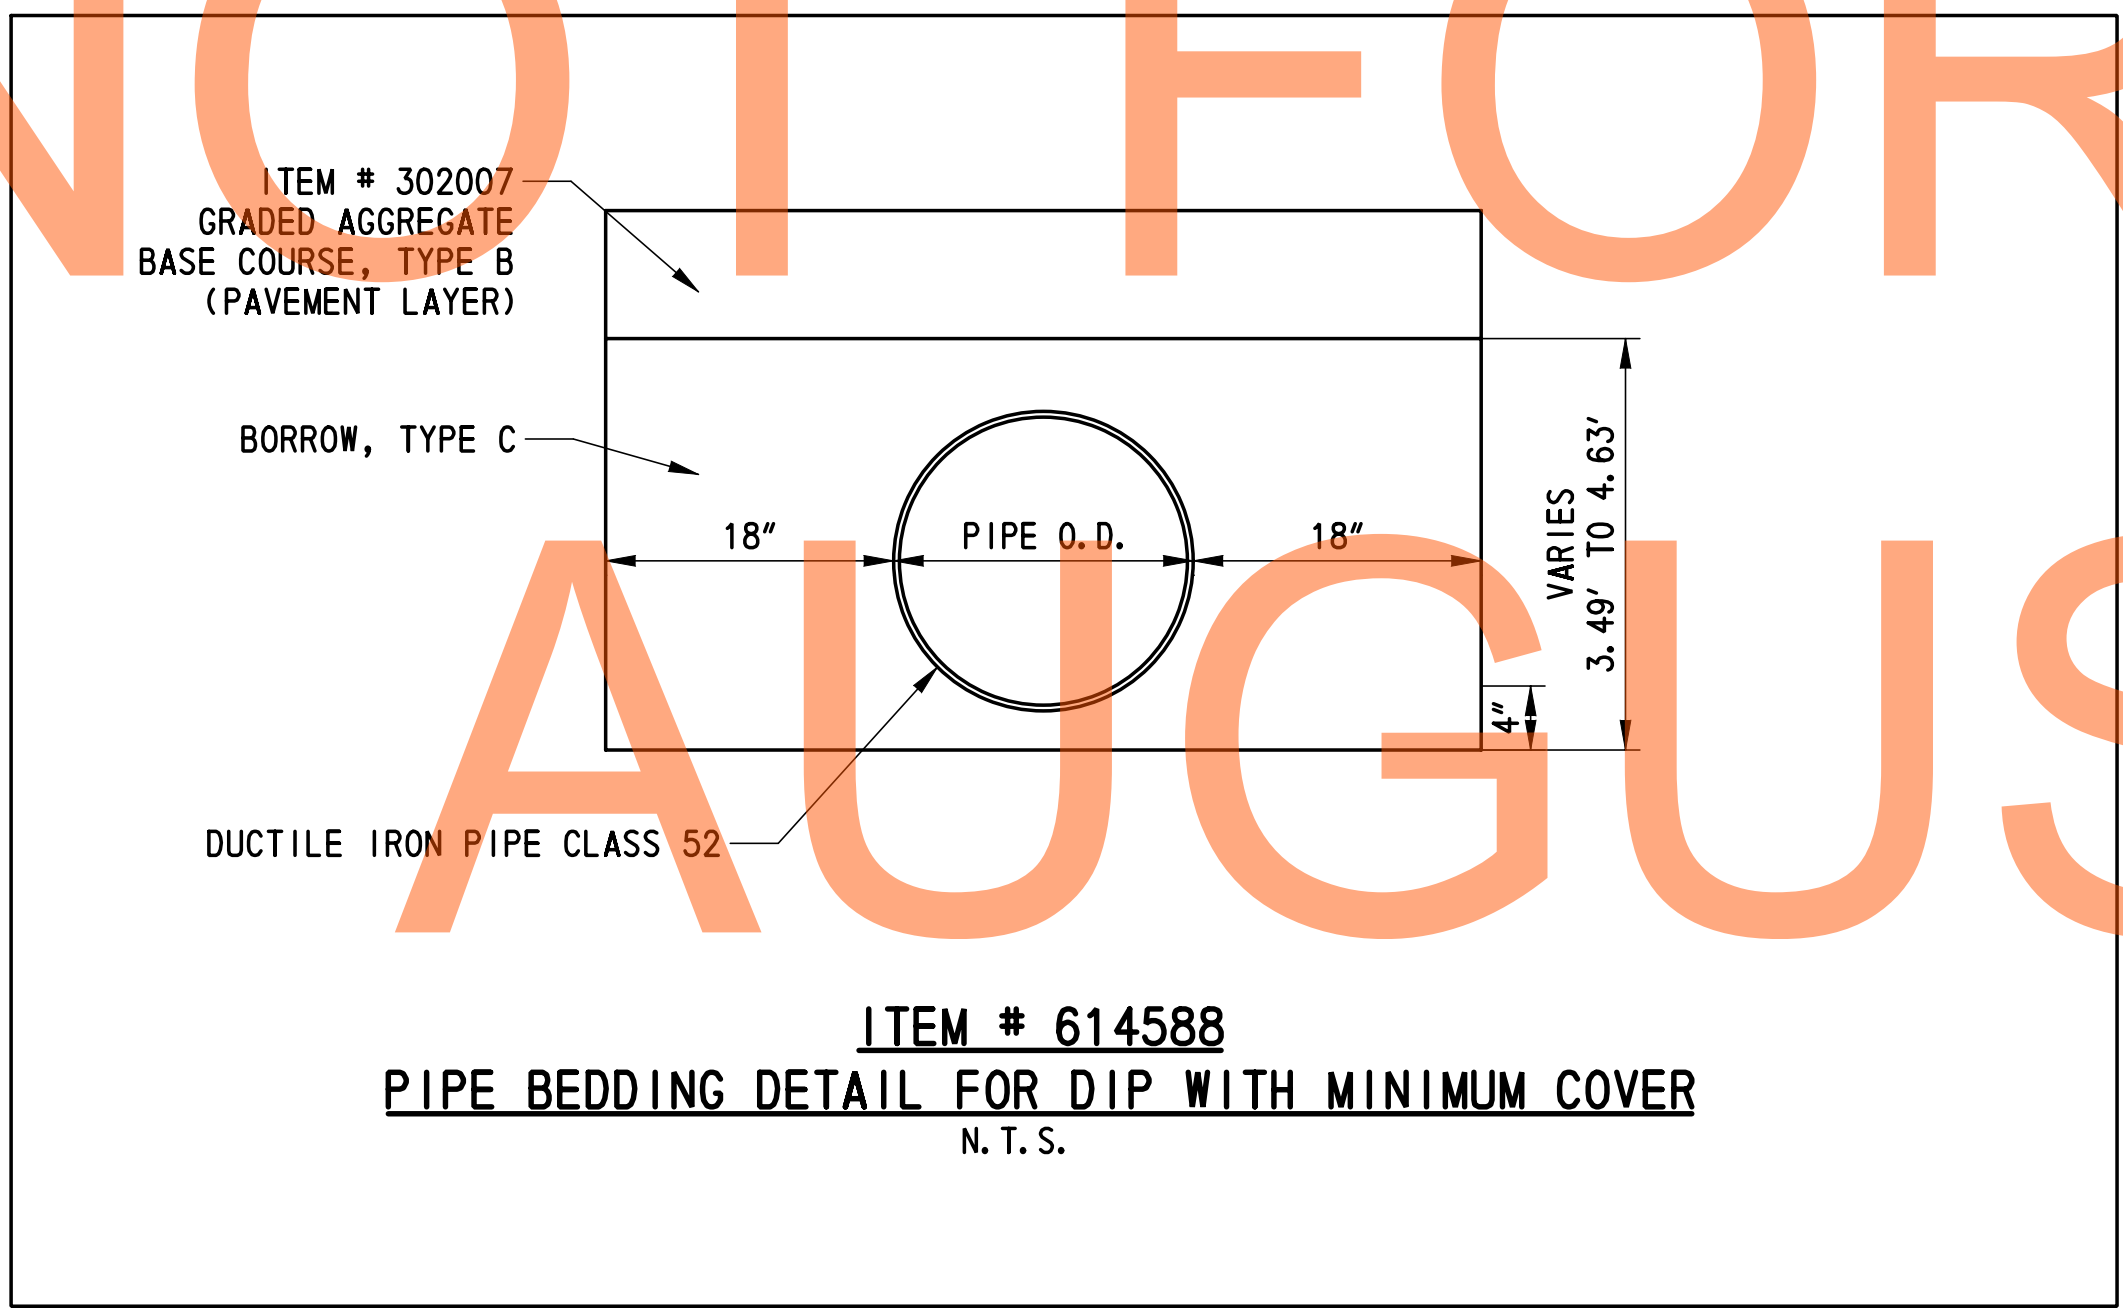 NOT FOR
ITEM # 302007
GRADED AGGREGATE
BASE COURSE, TYPE B
(PAVEMENT LAYER)
BORROW, TYPE C
18"
PIPE O.D.
18"
VARIES
3.49' TO 4.63'
4"
AUGUS
DUCTILE IRON PIPE CLASS 52
ITEM # 614588
PIPE BEDDING DETAIL FOR DIP WITH MINIMUM COVER
N.T.S.